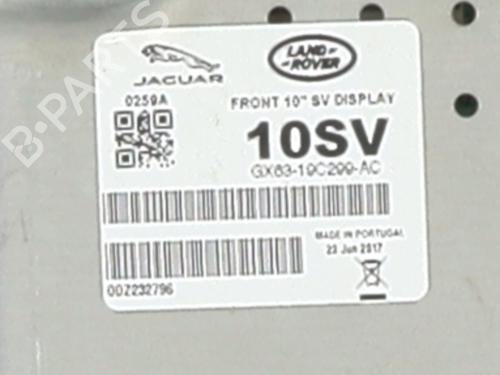 JAGUAR
LAND ROVER
0259A
FRONT 10" SV DISPLAY
10SV
GX63-19C299-AC
MADE IN PORTUGAL
23 Jun 2017
00Z232796
B-PARTS